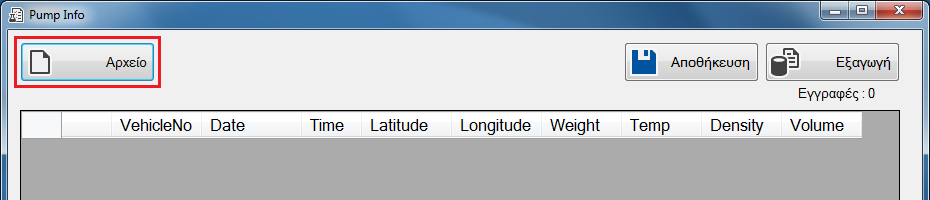 Pump Info
Αρχείο Αποθήκευση Εξαγωγή
Εγγραφές : 0
VehicleNo Date Time Latitude Longitude Weight Temp Density Volume